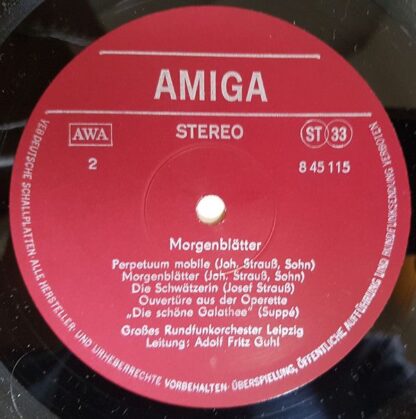 AMIGA
AWA
STEREO
ST 33
2
8 45 115
Morgenblätter
Perpetuum mobile (Joh. Strauß, Sohn)
Morgenblätter (Joh. Strauß, Sohn)
Die Schwätzerin (Josef Strauß)
Ouvertüre aus der Operette
„Die schöne Galathee" (Suppé)
Großes Rundfunkorchester Leipzig
Leitung: Adolf Fritz Guhl
VEB DEUTSCHE SCHALLPLATTEN · ALLE HERSTELLER- UND URHEBERRECHTE VORBEHALTEN · ÜBERSPIELUNG, ÖFFENTLICHE AUFFÜHRUNG UND RUNDFUNKSENDUNG VERBOTEN